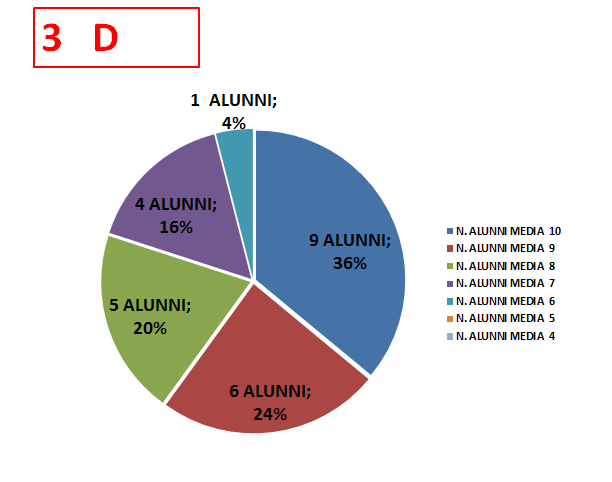 3 D
1 ALUNNI;
4%
4 ALUNNI;
16%
9 ALUNNI;
36%
5 ALUNNI;
20%
6 ALUNNI;
24%
N. ALUNNI MEDIA 10
N. ALUNNI MEDIA 9
N. ALUNNI MEDIA 8
N. ALUNNI MEDIA 7
N. ALUNNI MEDIA 6
N. ALUNNI MEDIA 5
N. ALUNNI MEDIA 4